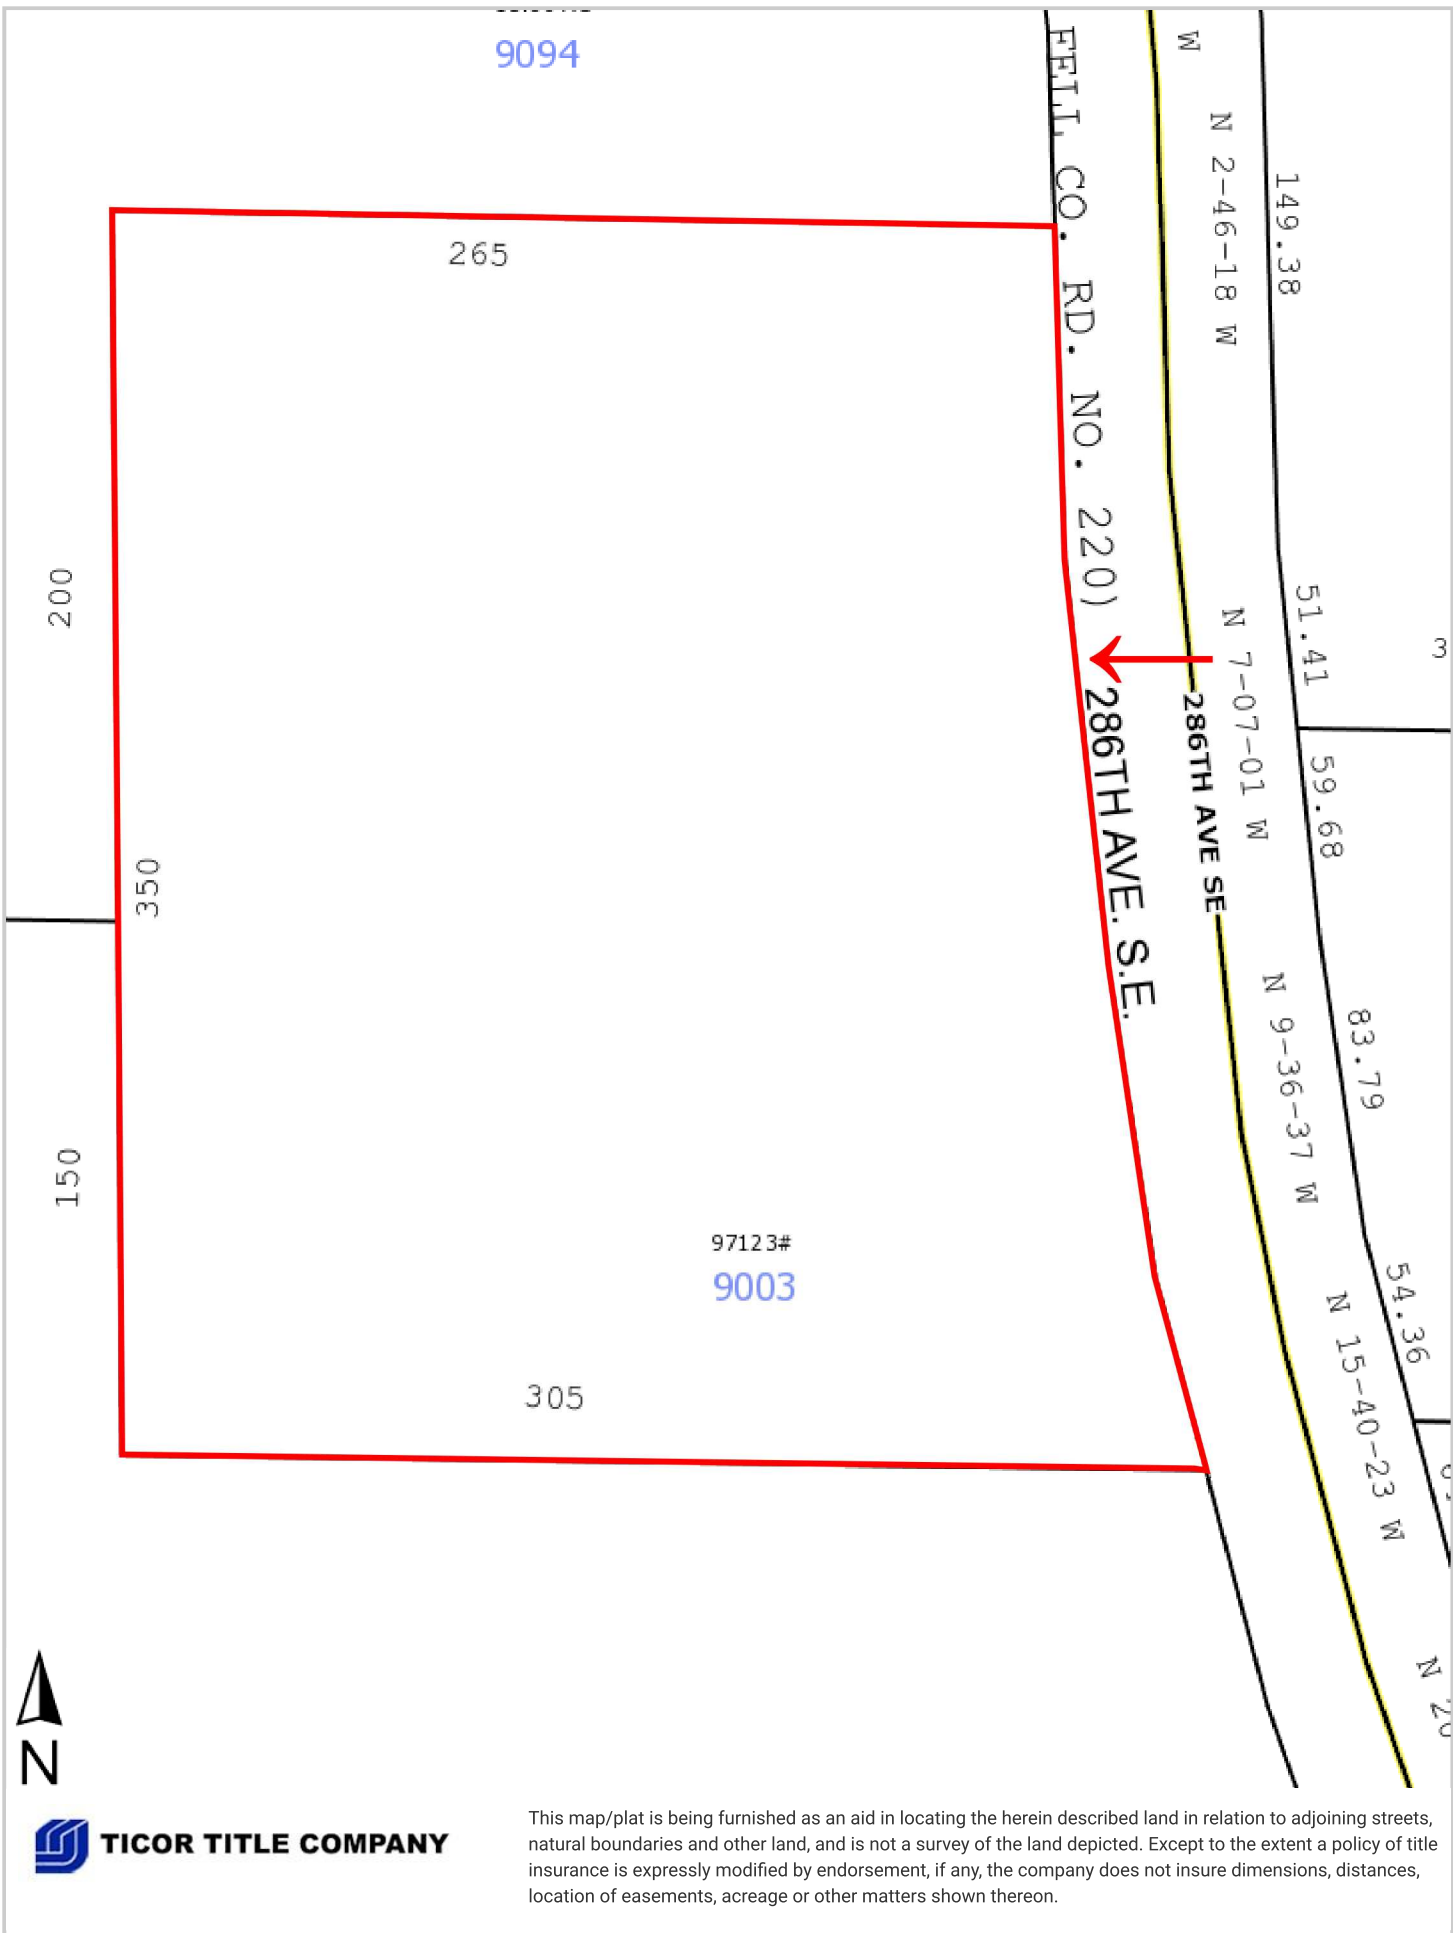 9094
W
N 2-46-18 W
149.38
CO. RD. NO. 220)
265
200
51.41
N 7-07-01 W
286TH AVE. S.E.
286TH AVE SE
59.68
350
N 9-36-37 W
83.79
150
97123#
9003
54.36
N 15-40-23 W
305
N
N
TICOR TITLE COMPANY
This map/plat is being furnished as an aid in locating the herein described land in relation to adjoining streets,
natural boundaries and other land, and is not a survey of the land depicted. Except to the extent a policy of title
insurance is expressly modified by endorsement, if any, the company does not insure dimensions, distances,
location of easements, acreage or other matters shown thereon.